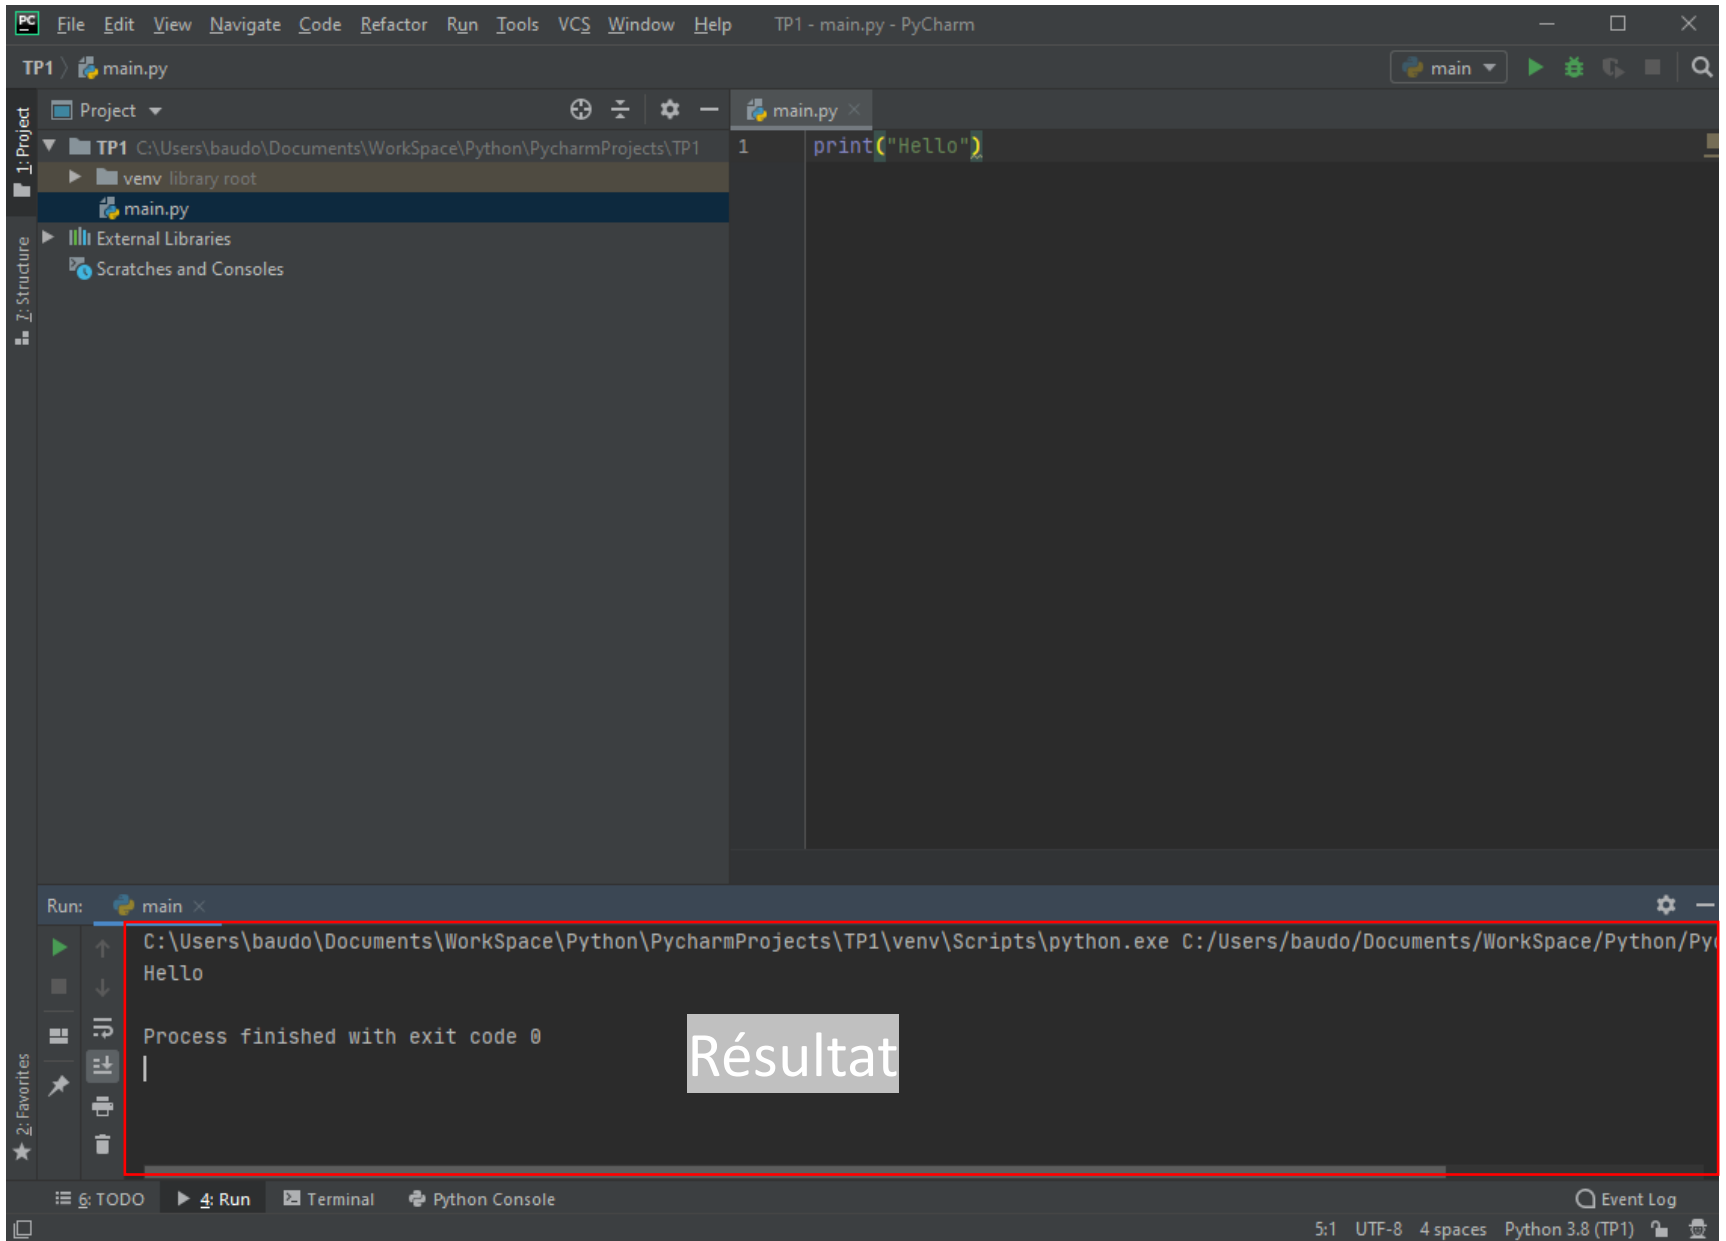 PC File Edit View Navigate Code Refactor Run Tools VCS Window Help TP1 - main.py - PyCharm
TP1 main.py main
1: Project
Project main.py
TP1 C:\Users\baudo\Documents\WorkSpace\Python\PycharmProjects\TP1
1 print("Hello")
venv library root
main.py
External Libraries
Scratches and Consoles
7: Structure
Run: main
C:\Users\baudo\Documents\WorkSpace\Python\PycharmProjects\TP1\venv\Scripts\python.exe C:/Users/baudo/Documents/WorkSpace/Python/Py
Hello
Process finished with exit code 0
Résultat
2: Favorites
6: TODO 4: Run Terminal Python Console Event Log
5:1 UTF-8 4 spaces Python 3.8 (TP1)